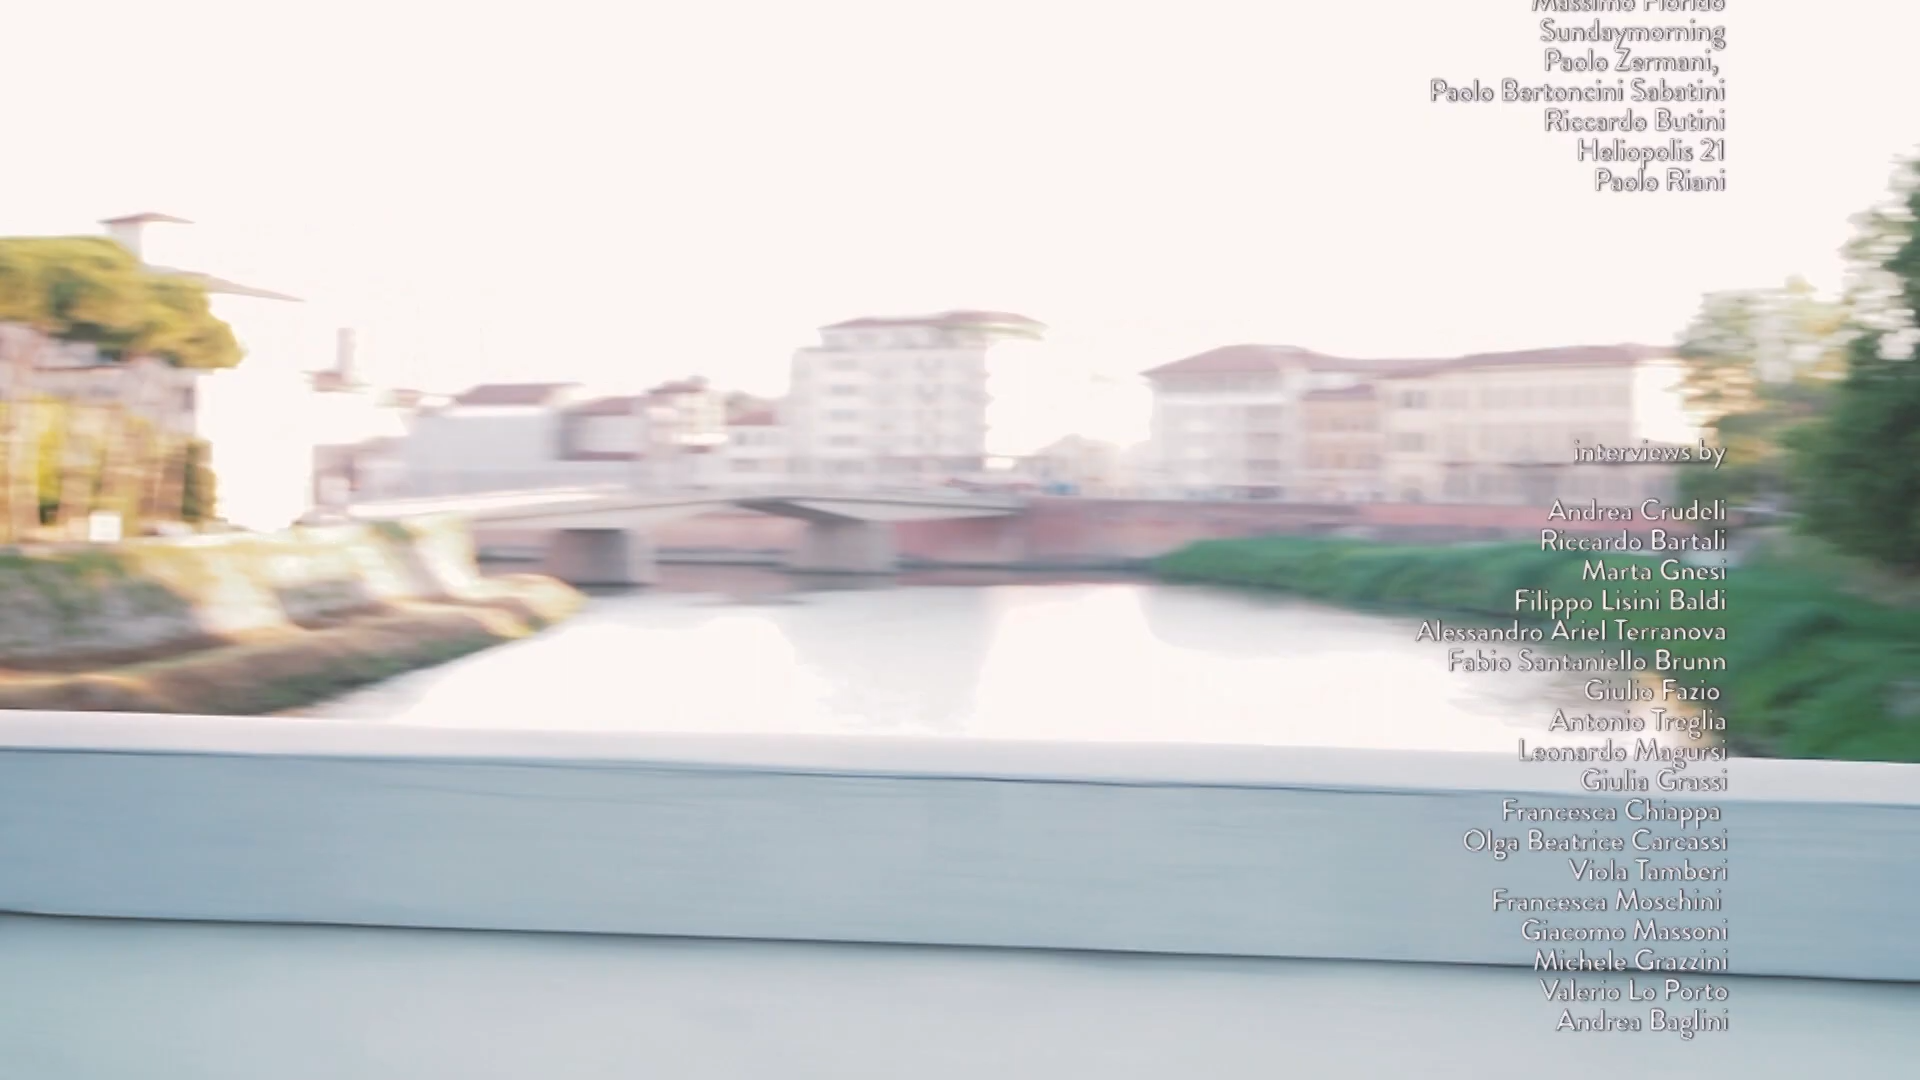 Massimo Fiorido
Sundaymorning
Paolo Zermani,
Paolo Bertoncini Sabatini
Riccardo Butini
Heliopolis 21
Paolo Riani
interviews by
Andrea Crudeli
Riccardo Bartali
Marta Gnesi
Filippo Lisini Baldi
Alessandro Ariel Terranova
Fabio Santaniello Brunn
Giulio Fazio
Antonio Treglia
Leonardo Magursi
Giulia Grassi
Francesca Chiappa
Olga Beatrice Carcassi
Viola Tamberi
Francesca Moschini
Giacomo Massoni
Michele Grazzini
Valerio Lo Porto
Andrea Baglini